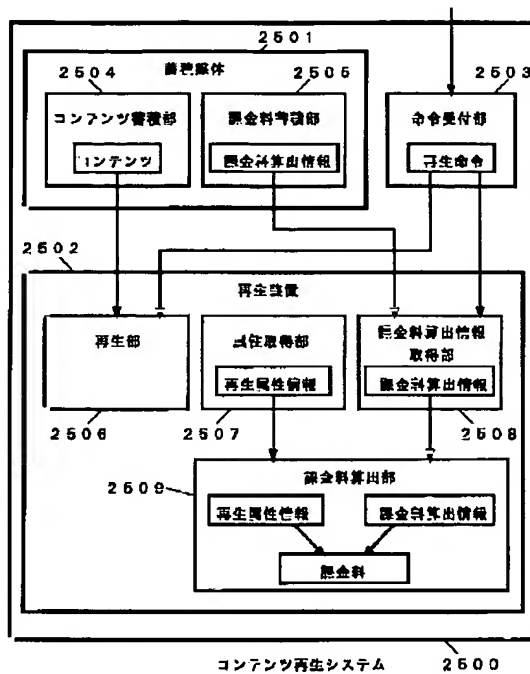 2501
蓄積媒体
2504
2505
2503
コンテンツ蓄積部
課金料蓄積部
命令受付部
コンテンツ
課金料算出情報
再生命令
2502
再生装置
再生部
属性取得部
課金料算出情報
取得部
再生属性情報
課金料算出情報
2506
2507
2508
2509
課金料算出部
再生属性情報
課金料算出情報
課金料
コンテンツ再生システム
2500